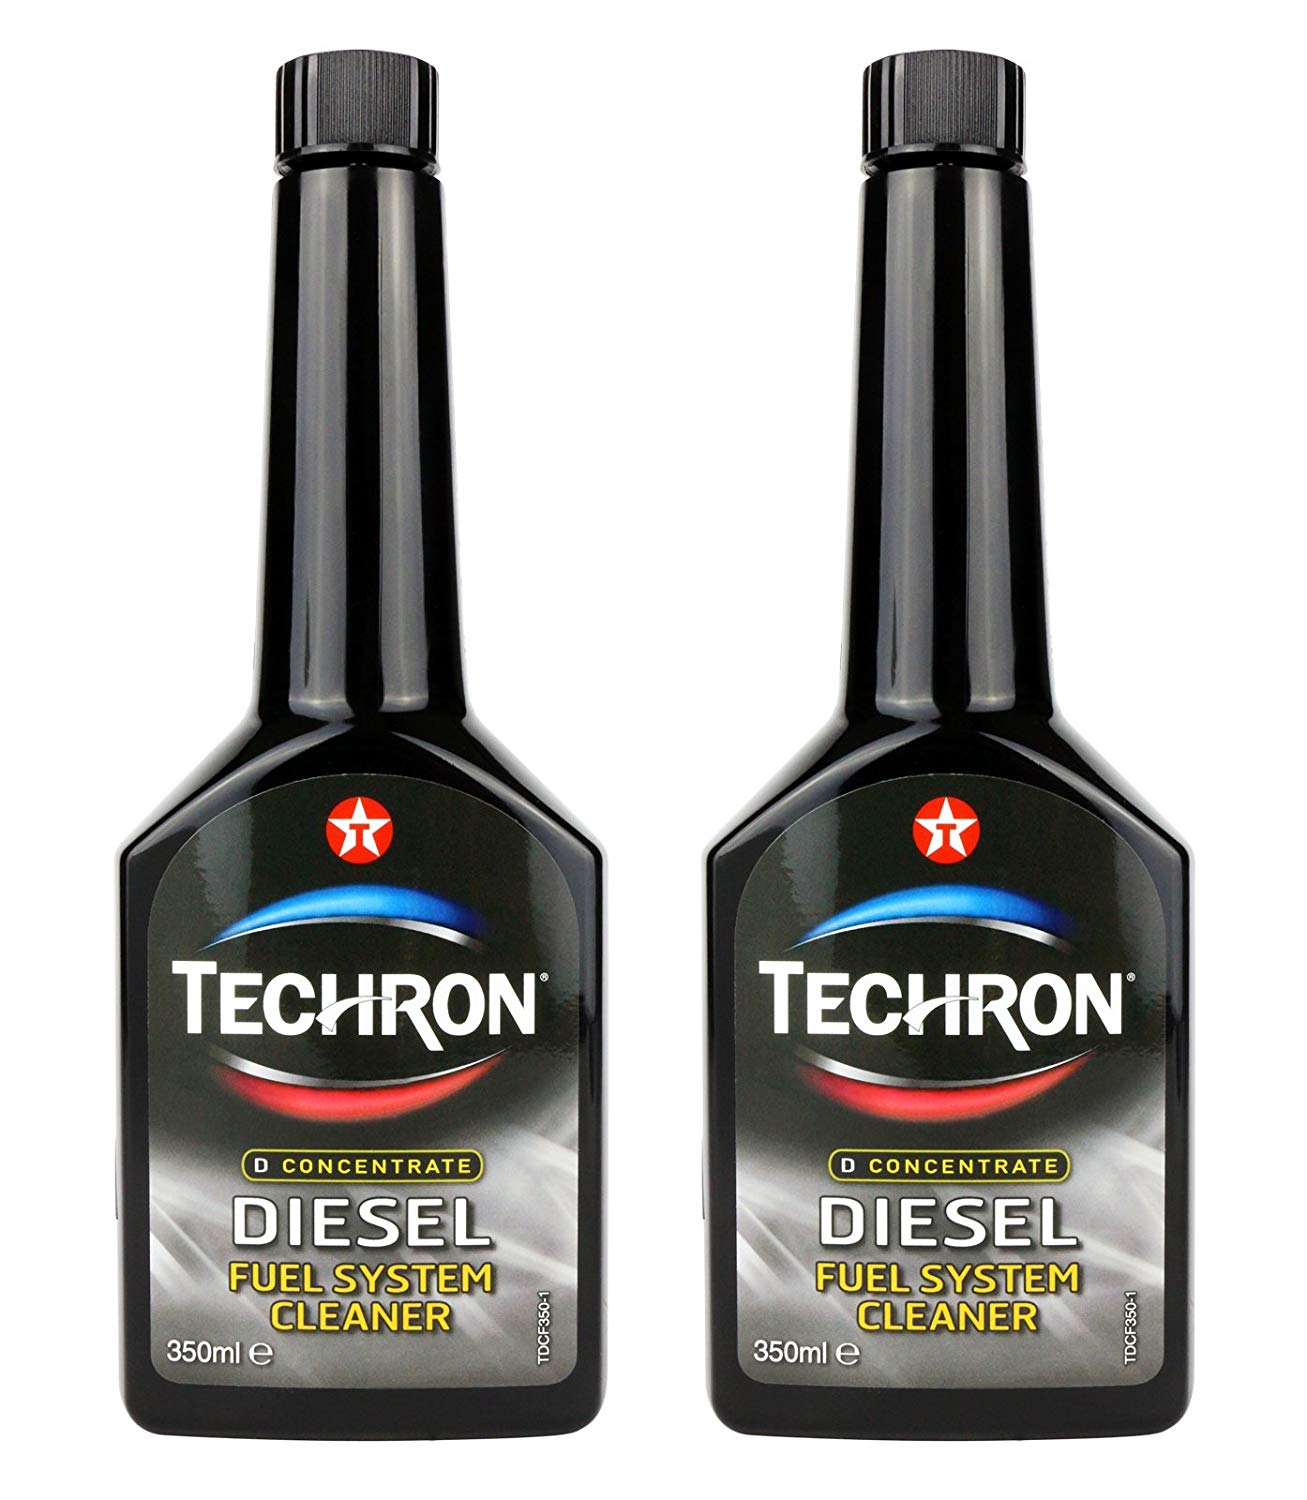 T
TECHRON®
D CONCENTRATE
DIESEL
FUEL SYSTEM
CLEANER
350ml ℮
TDCF350-1
T
TECHRON®
D CONCENTRATE
DIESEL
FUEL SYSTEM
CLEANER
350ml ℮
TDCF350-1